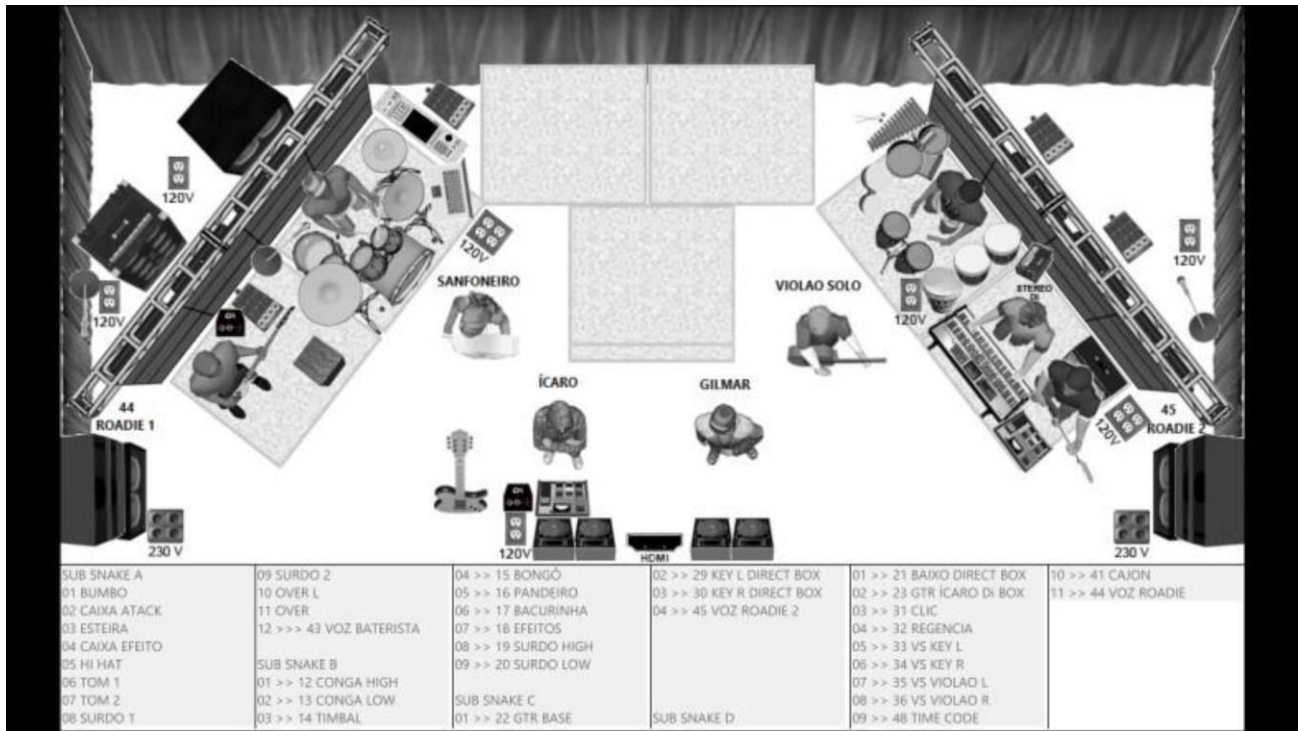 120V
120V
120V
SANFONEIRO
VIOLAO SOLO
120V
STEREO
DI
120V
DI
ÍCARO
GILMAR
44
ROADIE 1
120V
45
ROADIE 2
DI
230 V
120V
HDMI
230 V
SUB SNAKE A
01 BUMBO
02 CAIXA ATACK
03 ESTEIRA
04 CAIXA EFEITO
05 HI HAT
06 TOM 1
07 TOM 2
08 SURDO 1
09 SURDO 2
10 OVER L
11 OVER
12 >>> 43 VOZ BATERISTA
SUB SNAKE B
01 >> 12 CONGA HIGH
02 >> 13 CONGA LOW
03 >> 14 TIMBAL
04 >> 15 BONGÔ
05 >> 16 PANDEIRO
06 >> 17 BACURINHA
07 >> 18 EFEITOS
08 >> 19 SURDO HIGH
09 >> 20 SURDO LOW
SUB SNAKE C
01 >> 22 GTR BASE
02 >> 29 KEY L DIRECT BOX
03 >> 30 KEY R DIRECT BOX
04 >> 45 VOZ ROADIE 2
SUB SNAKE D
01 >> 21 BAIXO DIRECT BOX
02 >> 23 GTR ÍCARO Di BOX
03 >> 31 CLIC
04 >> 32 REGENCIA
05 >> 33 VS KEY L
06 >> 34 VS KEY R
07 >> 35 VS VIOLAO L
08 >> 36 VS VIOLAO R
09 >> 48 TIME CODE
10 >> 41 CAJON
11 >> 44 VOZ ROADIE